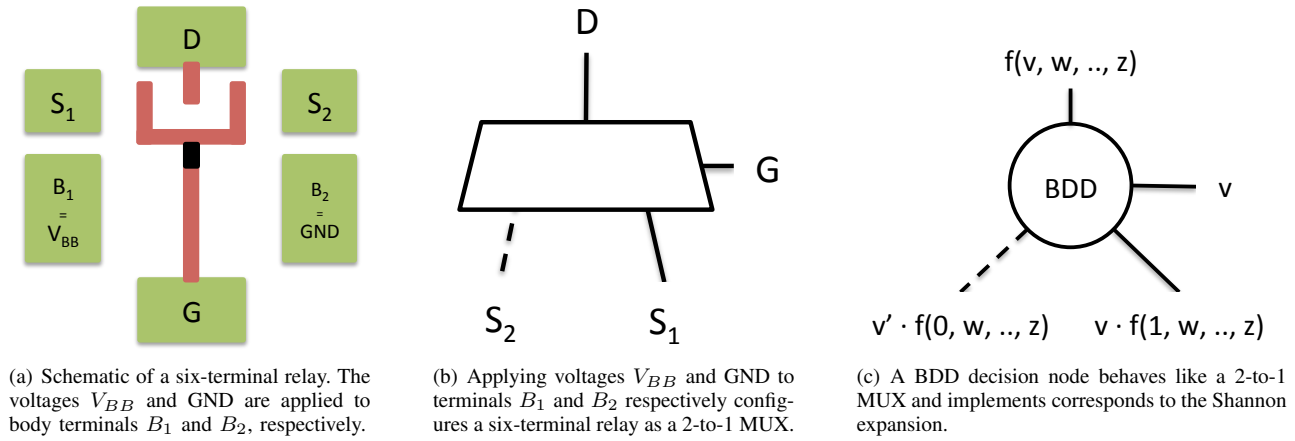 D
S1
S2
B1
=
VBB
B2
=
GND
G
(a) Schematic of a six-terminal relay. The
voltages VBB and GND are applied to
body terminals B1 and B2, respectively.
D
G
S2
S1
(b) Applying voltages VBB and GND to
terminals B1 and B2 respectively config-
ures a six-terminal relay as a 2-to-1 MUX.
f(v, w, .., z)
BDD
v
v' · f(0, w, .., z)
v · f(1, w, .., z)
(c) A BDD decision node behaves like a 2-to-1
MUX and implements corresponds to the Shannon
expansion.